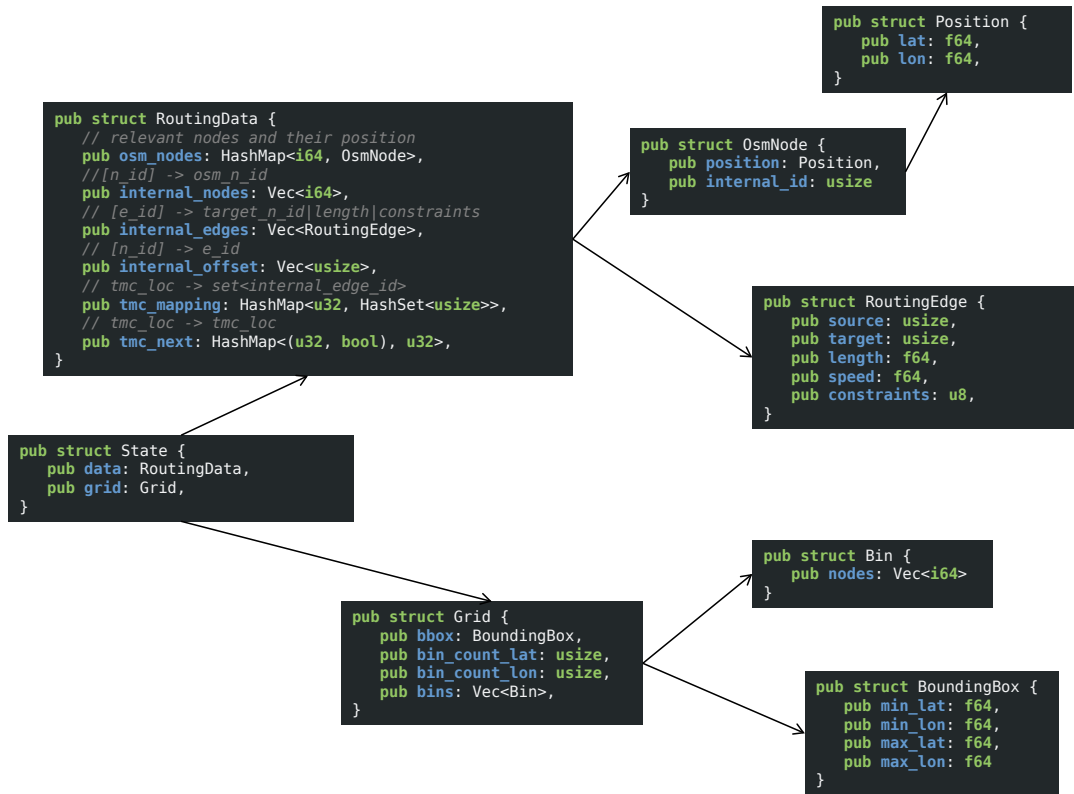 pub struct Position {
pub lat: f64,
pub lon: f64,
}
pub struct RoutingData {
// relevant nodes and their position
pub osm_nodes: HashMap<i64, OsmNode>,
//[n_id] -> osm_n_id
pub internal_nodes: Vec<i64>,
// [e_id] -> target_n_id|length|constraints
pub internal_edges: Vec<RoutingEdge>,
// [n_id] -> e_id
pub internal_offset: Vec<usize>,
// tmc_loc -> set<internal_edge_id>
pub tmc_mapping: HashMap<u32, HashSet<usize>>,
// tmc_loc -> tmc_loc
pub tmc_next: HashMap<(u32, bool), u32>,
}
pub struct OsmNode {
pub position: Position,
pub internal_id: usize
}
pub struct RoutingEdge {
pub source: usize,
pub target: usize,
pub length: f64,
pub speed: f64,
pub constraints: u8,
}
pub struct State {
pub data: RoutingData,
pub grid: Grid,
}
pub struct Bin {
pub nodes: Vec<i64>
}
pub struct Grid {
pub bbox: BoundingBox,
pub bin_count_lat: usize,
pub bin_count_lon: usize,
pub bins: Vec<Bin>,
}
pub struct BoundingBox {
pub min_lat: f64,
pub min_lon: f64,
pub max_lat: f64,
pub max_lon: f64
}